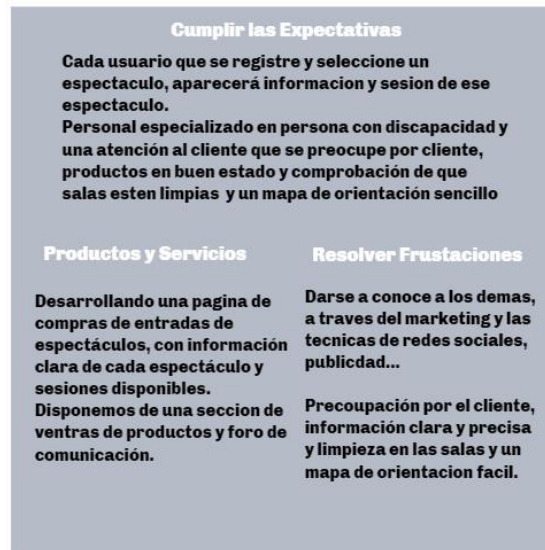 Cumplir las Expectativas
Cada usuario que se registre y seleccione un
espectaculo, aparecerá informacion y sesion de ese
espectaculo.
Personal especializado en persona con discapacidad y
una atención al cliente que se preocupe por cliente,
productos en buen estado y comprobación de que
salas esten limpias y un mapa de orientación sencillo
Productos y Servicios
Desarrollando una pagina de
compras de entradas de
espectáculos, con información
clara de cada espectáculo y
sesiones disponibles.
Disponemos de una seccion de
ventras de productos y foro de
comunicación.
Resolver Frustaciones
Darse a conoce a los demas,
a traves del marketing y las
tecnicas de redes sociales,
publicdad...
Precoupación por el cliente,
información clara y precisa
y limpieza en las salas y un
mapa de orientacion facil.